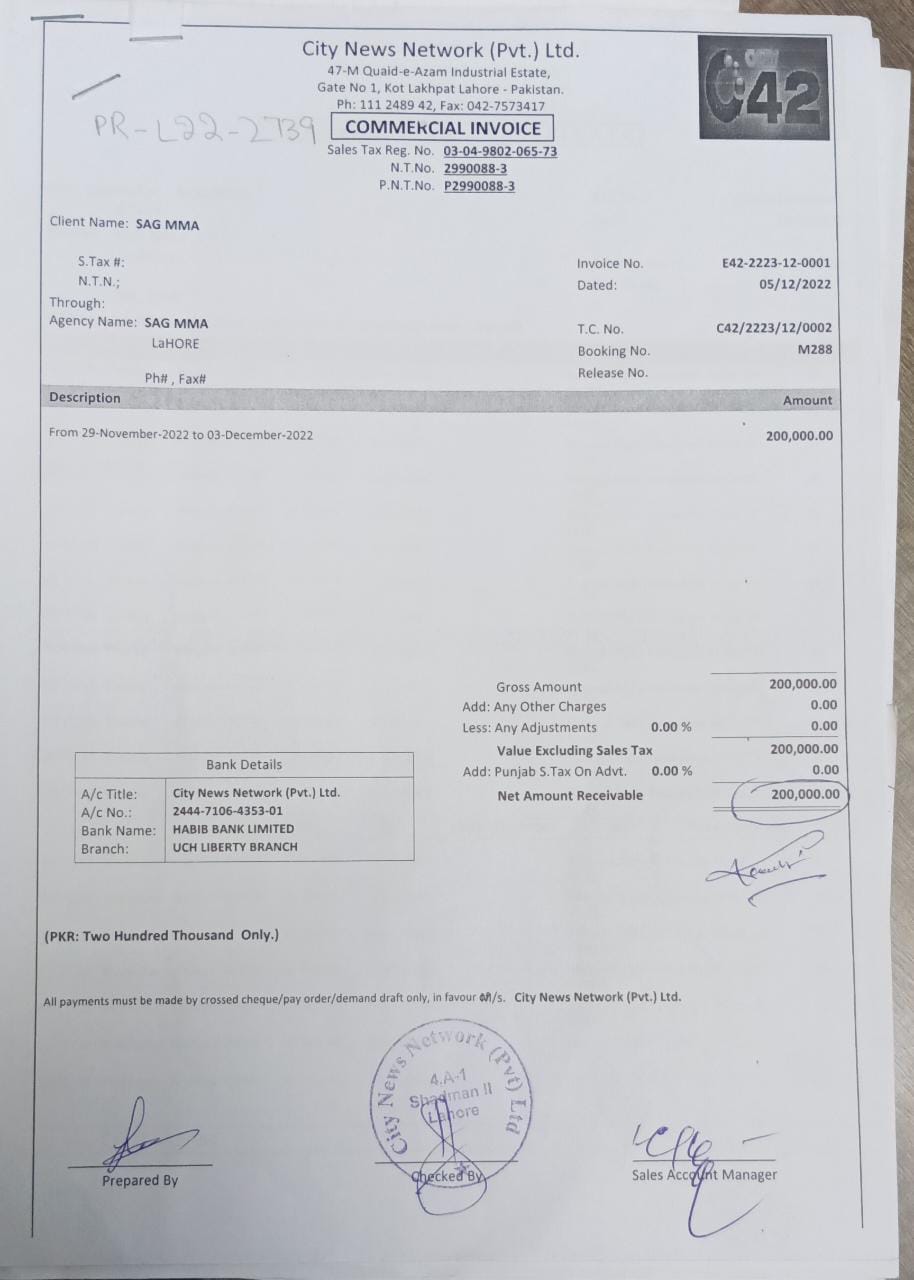 City News Network (Pvt.) Ltd.
47-M Quaid-e-Azam Industrial Estate,
Gate No 1, Kot Lakhpat Lahore - Pakistan.
Ph: 111 2489 42, Fax: 042-7573417
42
PR-L22-2739
COMMERCIAL INVOICE
Sales Tax Reg. No. 03-04-9802-065-73
N.T.No. 2990088-3
P.N.T.No. P2990088-3
Client Name: SAG MMA
S.Tax #:
N.T.N.;
Through:
Agency Name: SAG MMA
LaHORE
Ph# , Fax#
Invoice No. E42-2223-12-0001
Dated: 05/12/2022
T.C. No. C42/2223/12/0002
Booking No. M288
Release No.
Description Amount
From 29-November-2022 to 03-December-2022 200,000.00
Gross Amount 200,000.00
Add: Any Other Charges 0.00
Less: Any Adjustments 0.00 % 0.00
Value Excluding Sales Tax 200,000.00
Add: Punjab S.Tax On Advt. 0.00 % 0.00
Net Amount Receivable 200,000.00
Bank Details
A/c Title: City News Network (Pvt.) Ltd.
A/c No.: 2444-7106-4353-01
Bank Name: HABIB BANK LIMITED
Branch: UCH LIBERTY BRANCH
(PKR: Two Hundred Thousand Only.)
All payments must be made by crossed cheque/pay order/demand draft only, in favour /s. City News Network (Pvt.) Ltd.
City News Network (Pvt) Ltd
4.A-1
Shadman II
Lahore
Prepared By
Checked By
Sales Account Manager